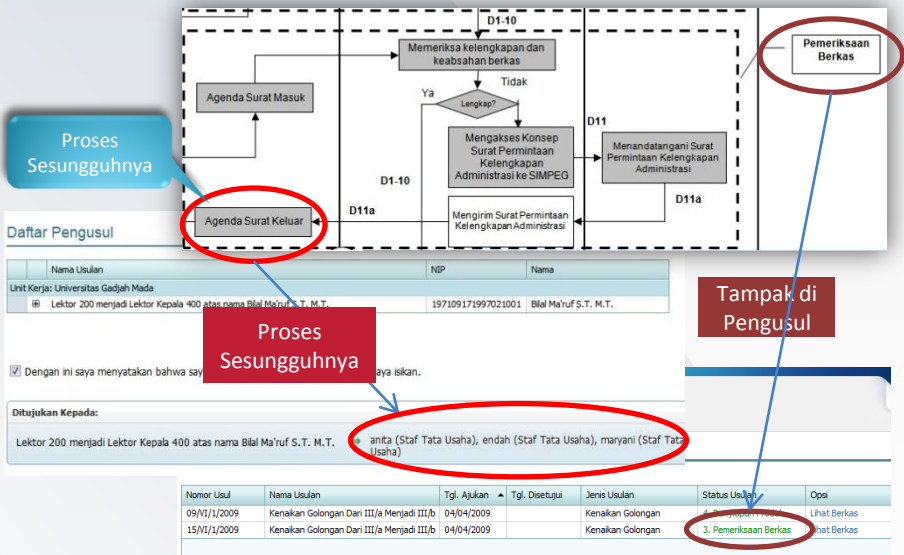 D1-10
Memeriksa kelengkapan dan
keabsahan berkas
Pemeriksaan
Berkas
Agenda Surat Masuk
Ya
Tidak
Lengkap?
D11
Mengakses Konsep
Surat Permintaan
Kelengkapan
Administrasi ke SIMPEG
Menandatangani Surat
Permintaan Kelengkapan
Administrasi
Proses
Sesungguhnya
D1-10
D11a
D11a
Agenda Surat Keluar
Mengirim Surat Permintaan
Kelengkapan Administrasi
Daftar Pengusul
Nama Usulan NIP Nama
Unit Kerja: Universitas Gadjah Mada
Lektor 200 menjadi Lektor Kepala 400 atas nama Bilal Ma'ruf S.T. M.T. 197109171997021001 Bilal Ma'ruf S.T. M.T.
Tampak di
Pengusul
Proses
Sesungguhnya
Dengan ini saya menyatakan bahwa say aya isikan.
Ditujukan Kepada:
Lektor 200 menjadi Lektor Kepala 400 atas nama Bilal Ma'ruf S.T. M.T.
anita (Staf Tata Usaha), endah (Staf Tata Usaha), maryani (Staf Tata
Usaha)
Nomor Usul Nama Usulan Tgl. Ajukan Tgl. Disetujui Jenis Usulan Status Usulan Opsi
09/VI/1/2009 Kenaikan Golongan Dari III/a Menjadi III/b 04/04/2009 Kenaikan Golongan 4. Lihat Berkas
15/VI/1/2009 Kenaikan Golongan Dari III/a Menjadi III/b 04/04/2009 Kenaikan Golongan 3. Pemeriksaan Berkas Lihat Berkas